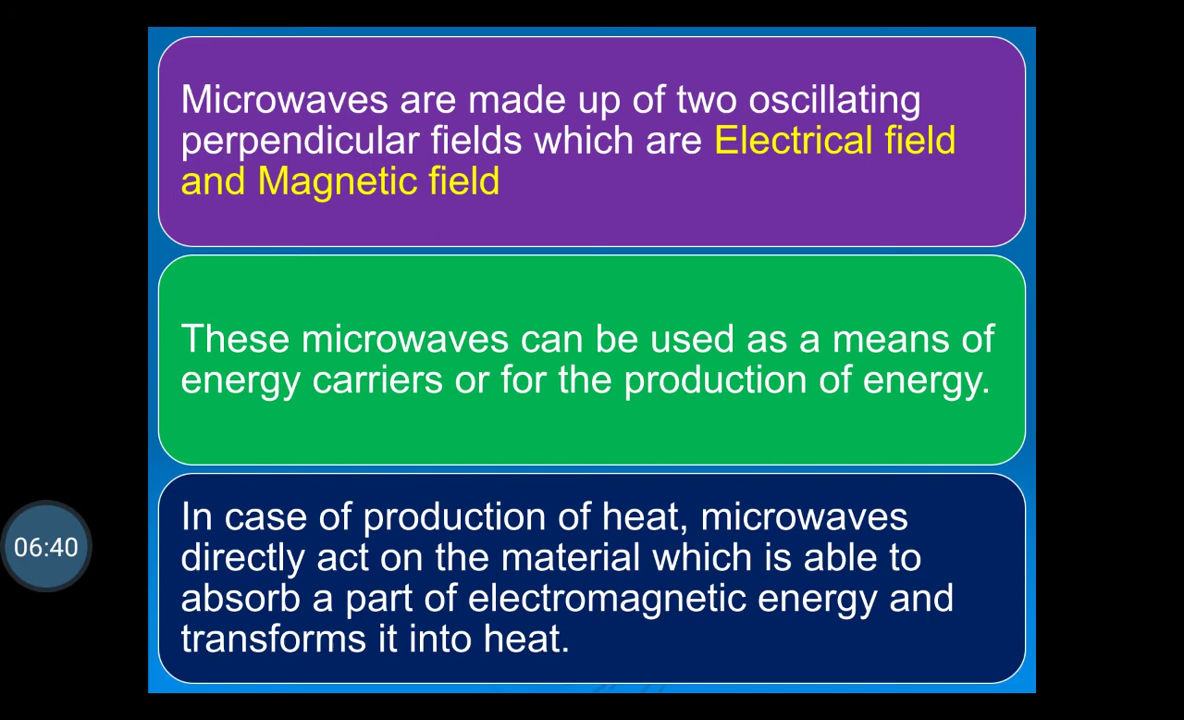 Microwaves are made up of two oscillating
perpendicular fields which are Electrical field
and Magnetic field
These microwaves can be used as a means of
energy carriers or for the production of energy.
In case of production of heat, microwaves
directly act on the material which is able to
absorb a part of electromagnetic energy and
transforms it into heat.
06:40